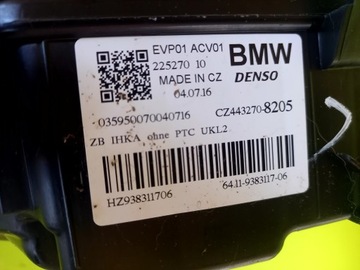 EVP01 ACV01
225270 10
MADE IN CZ
04.07.16
BMW
DENSO
035950070040716
CZ443270-8205
ZB IHKA ohne PTC UKL2
HZ938311706
64.11-9383117-06